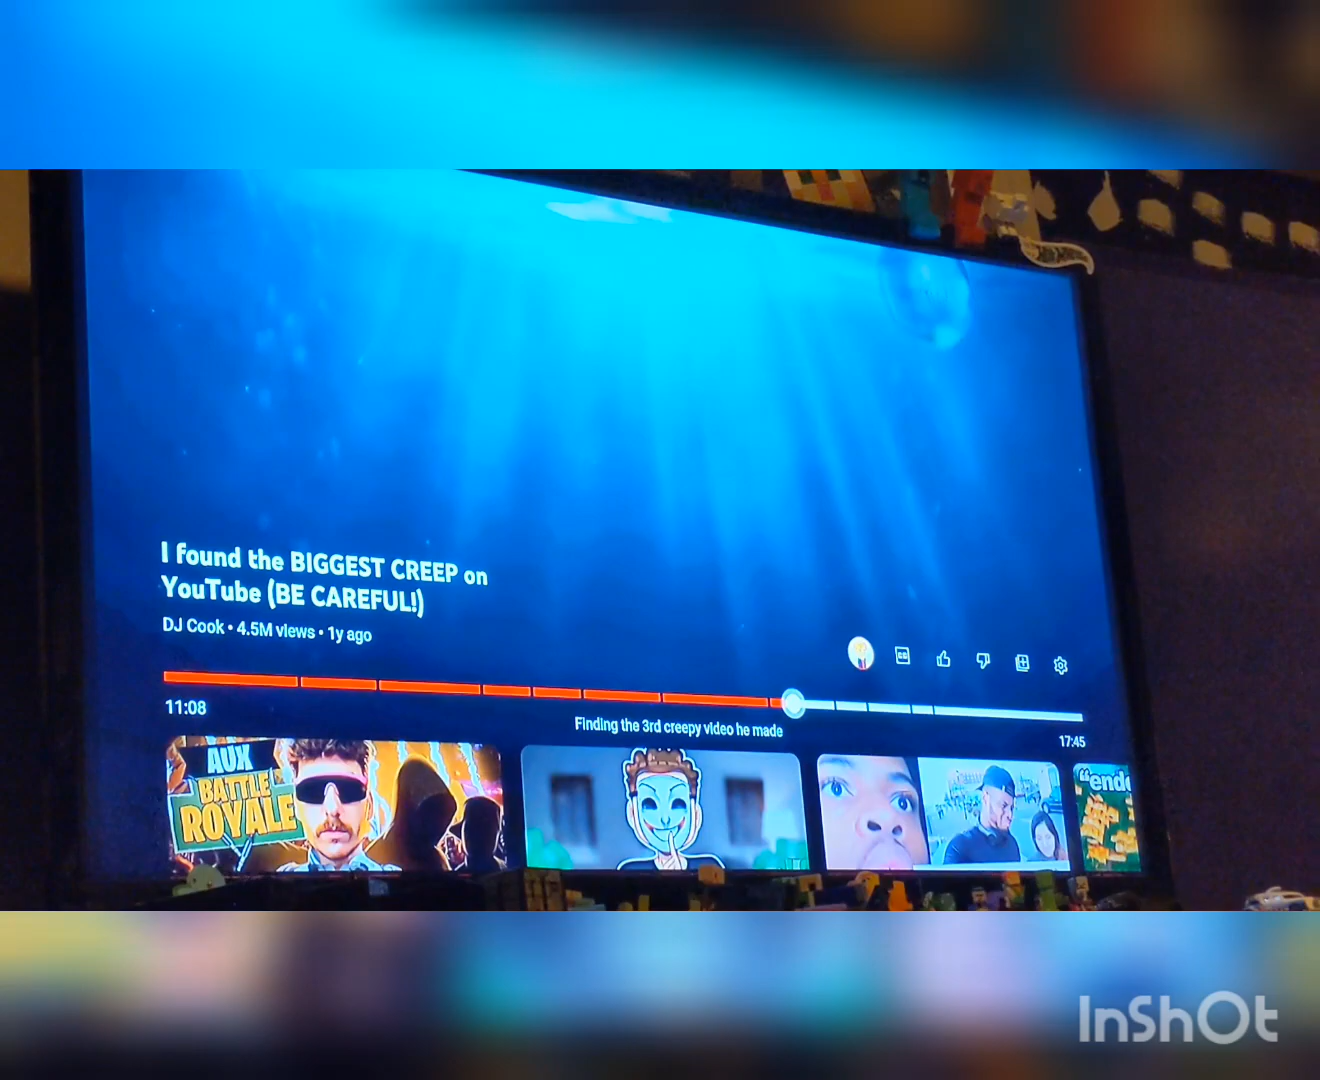 I found the BIGGEST CREEP on
YouTube (BE CAREFUL!)
DJ Cook • 4.5M views • 1y ago
CC
11:08
Finding the 3rd creepy video he made
17:45
AUX
BATTLE
ROYALE
InShOt